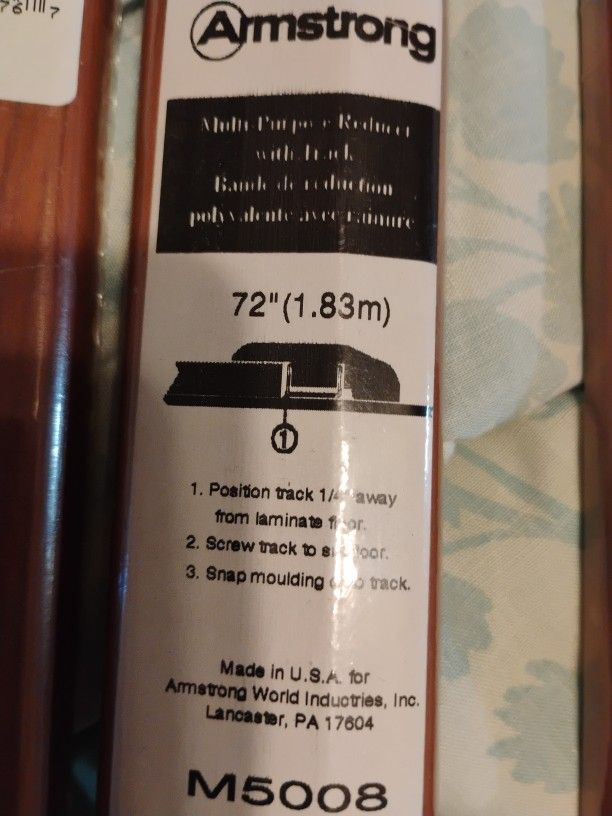 Armstrong
Multi-Purpose Reducer
with Track
Bande de réduction
polyvalente avec rainure
72"(1.83m)
1
1. Position track 1/4" away
from laminate floor.
2. Screw track to
3. Snap moulding track.
Made in U.S.A. for
Armstrong World Inductries, Inc.
Lancaster, PA 17604
M5008